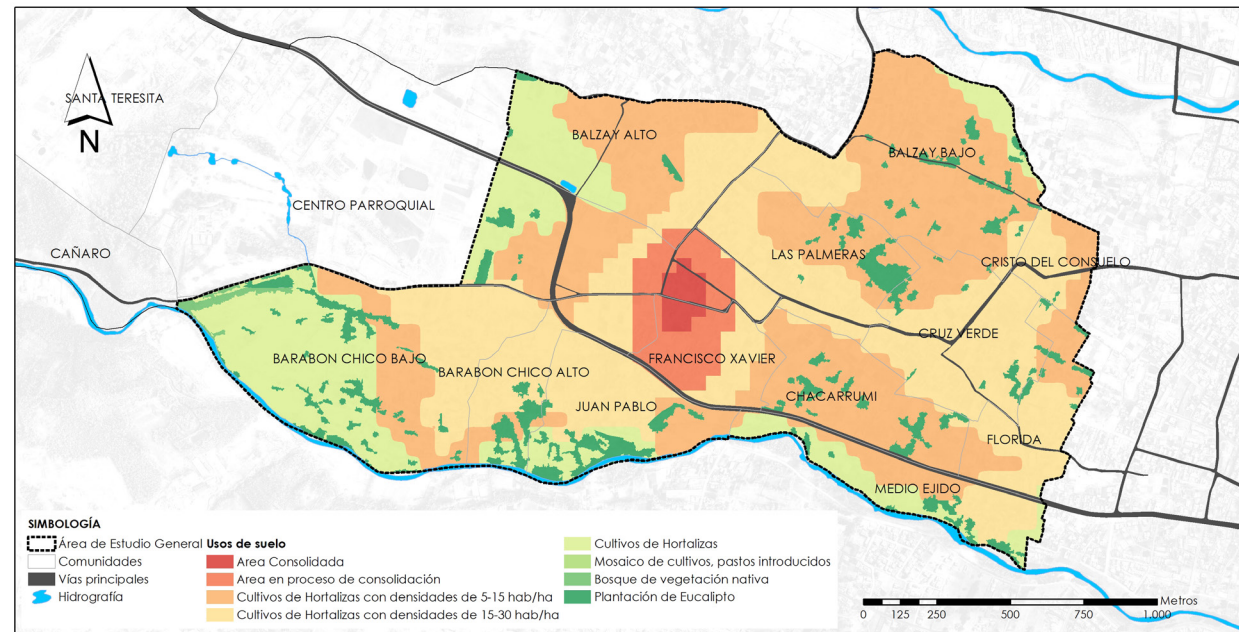 SANTA TERESITA
N
BALZAY ALTO
BALZAY BAJO
CENTRO PARROQUIAL
CAÑARO
LAS PALMERAS
CRISTO DEL CONSUELO
CRUZ VERDE
BARABON CHICO BAJO
FRANCISCO XAVIER
BARABON CHICO ALTO
CHACARRUMI
JUAN PABLO
FLORIDA
MEDIO EJIDO
SIMBOLOGÍA
Área de Estudio General
Comunidades
Vías principales
Hidrografía
Usos de suelo
Area Consolidada
Area en proceso de consolidación
Cultivos de Hortalizas con densidades de 5-15 hab/ha
Cultivos de Hortalizas con densidades de 15-30 hab/ha
Cultivos de Hortalizas
Mosaico de cultivos, pastos introducidos
Bosque de vegetación nativa
Plantación de Eucalipto
Metros
0 125 250 500 750 1.000